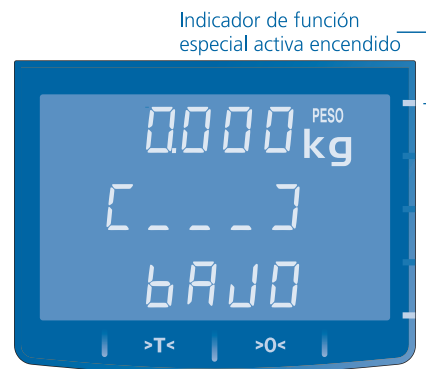 Indicador de función
especial activa encendido
0.000 PESO kg
[_ _ _]
bAJO
>T< >0<